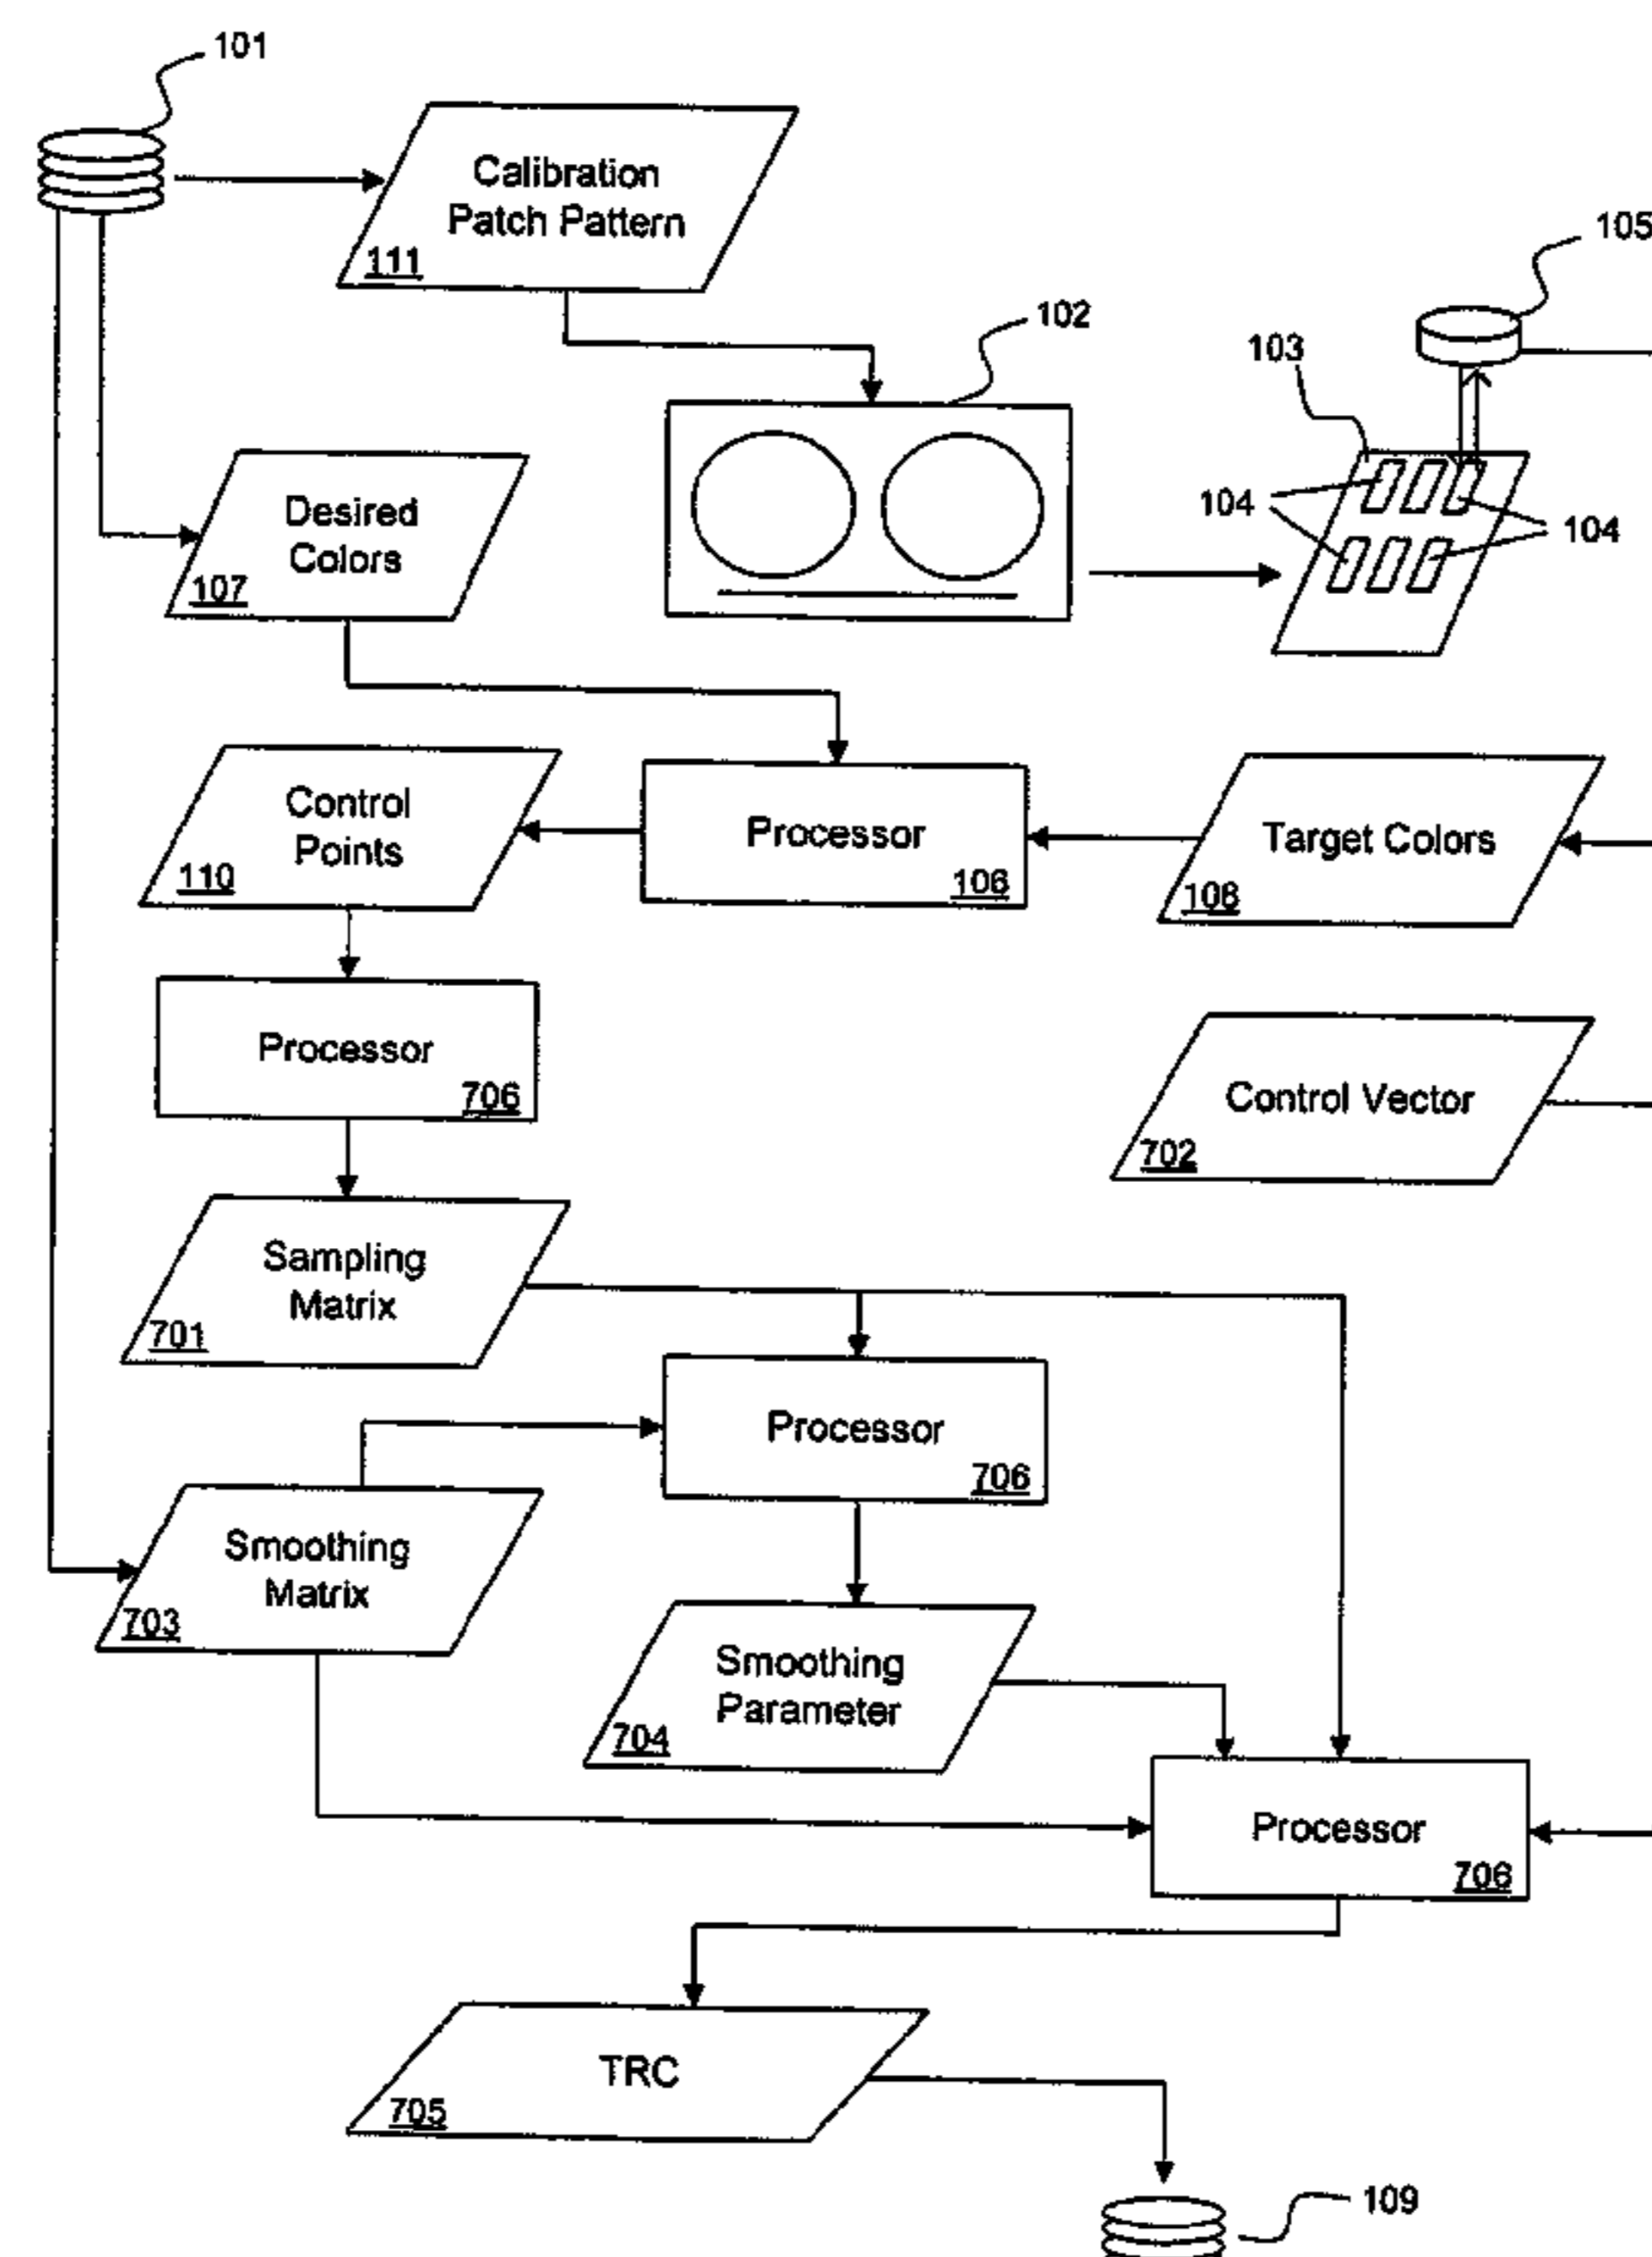 101
Calibration
Patch Pattern
111
105
102
103
104
104
Desired
Colors
107
Control
Points
110
Processor
106
Target Colors
108
Processor
706
Control Vector
702
Sampling
Matrix
701
Processor
706
Smoothing
Matrix
703
Smoothing
Parameter
704
Processor
706
TRC
705
109